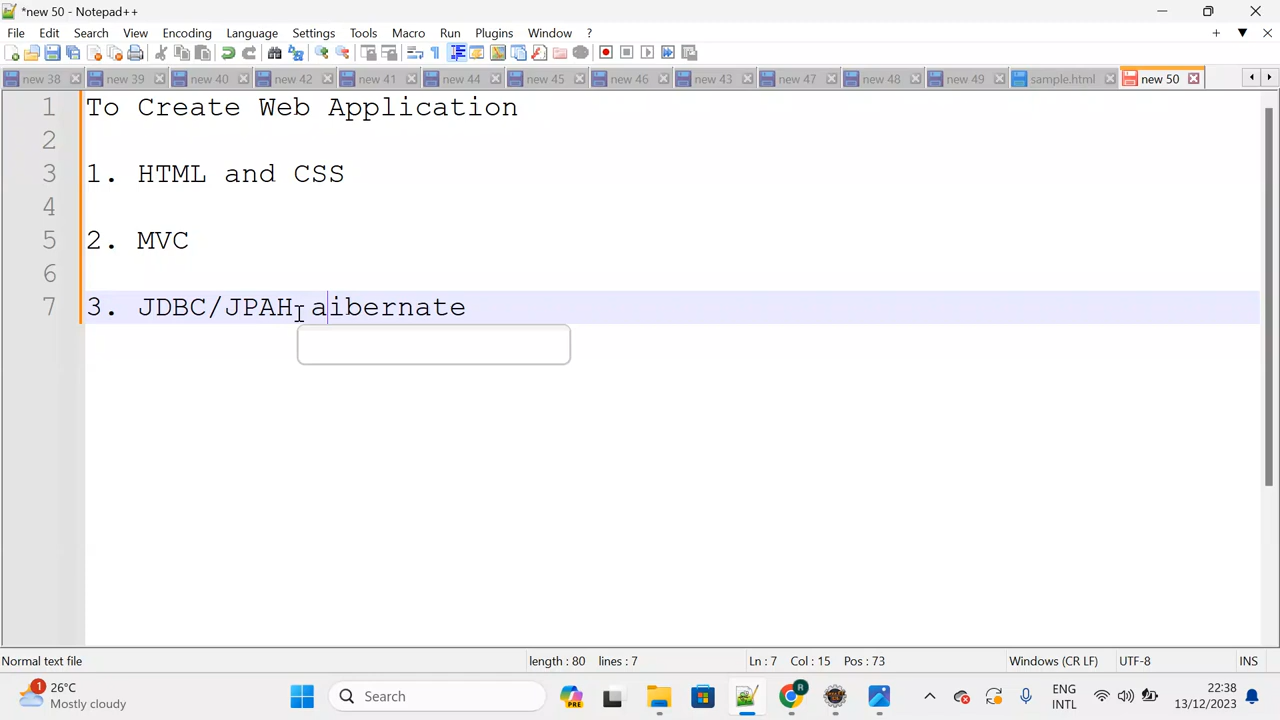 *new 50 - Notepad++
File Edit Search View Encoding Language Settings Tools Macro Run Plugins Window ?
new 38 new 39 new 40 new 42 new 41 new 44 new 45 new 46 new 43 new 47 new 48 new 49 sample.html new 50
1 To Create Web Application
2
3 1. HTML and CSS
4
5 2. MVC
6
7 3. JDBC/JPAH aibernate
Normal text file length : 80 lines : 7 Ln : 7 Col : 15 Pos : 73 Windows (CR LF) UTF-8 INS
1 26°C
Mostly cloudy
Search
PRE
R
ENG
INTL
22:38
13/12/2023